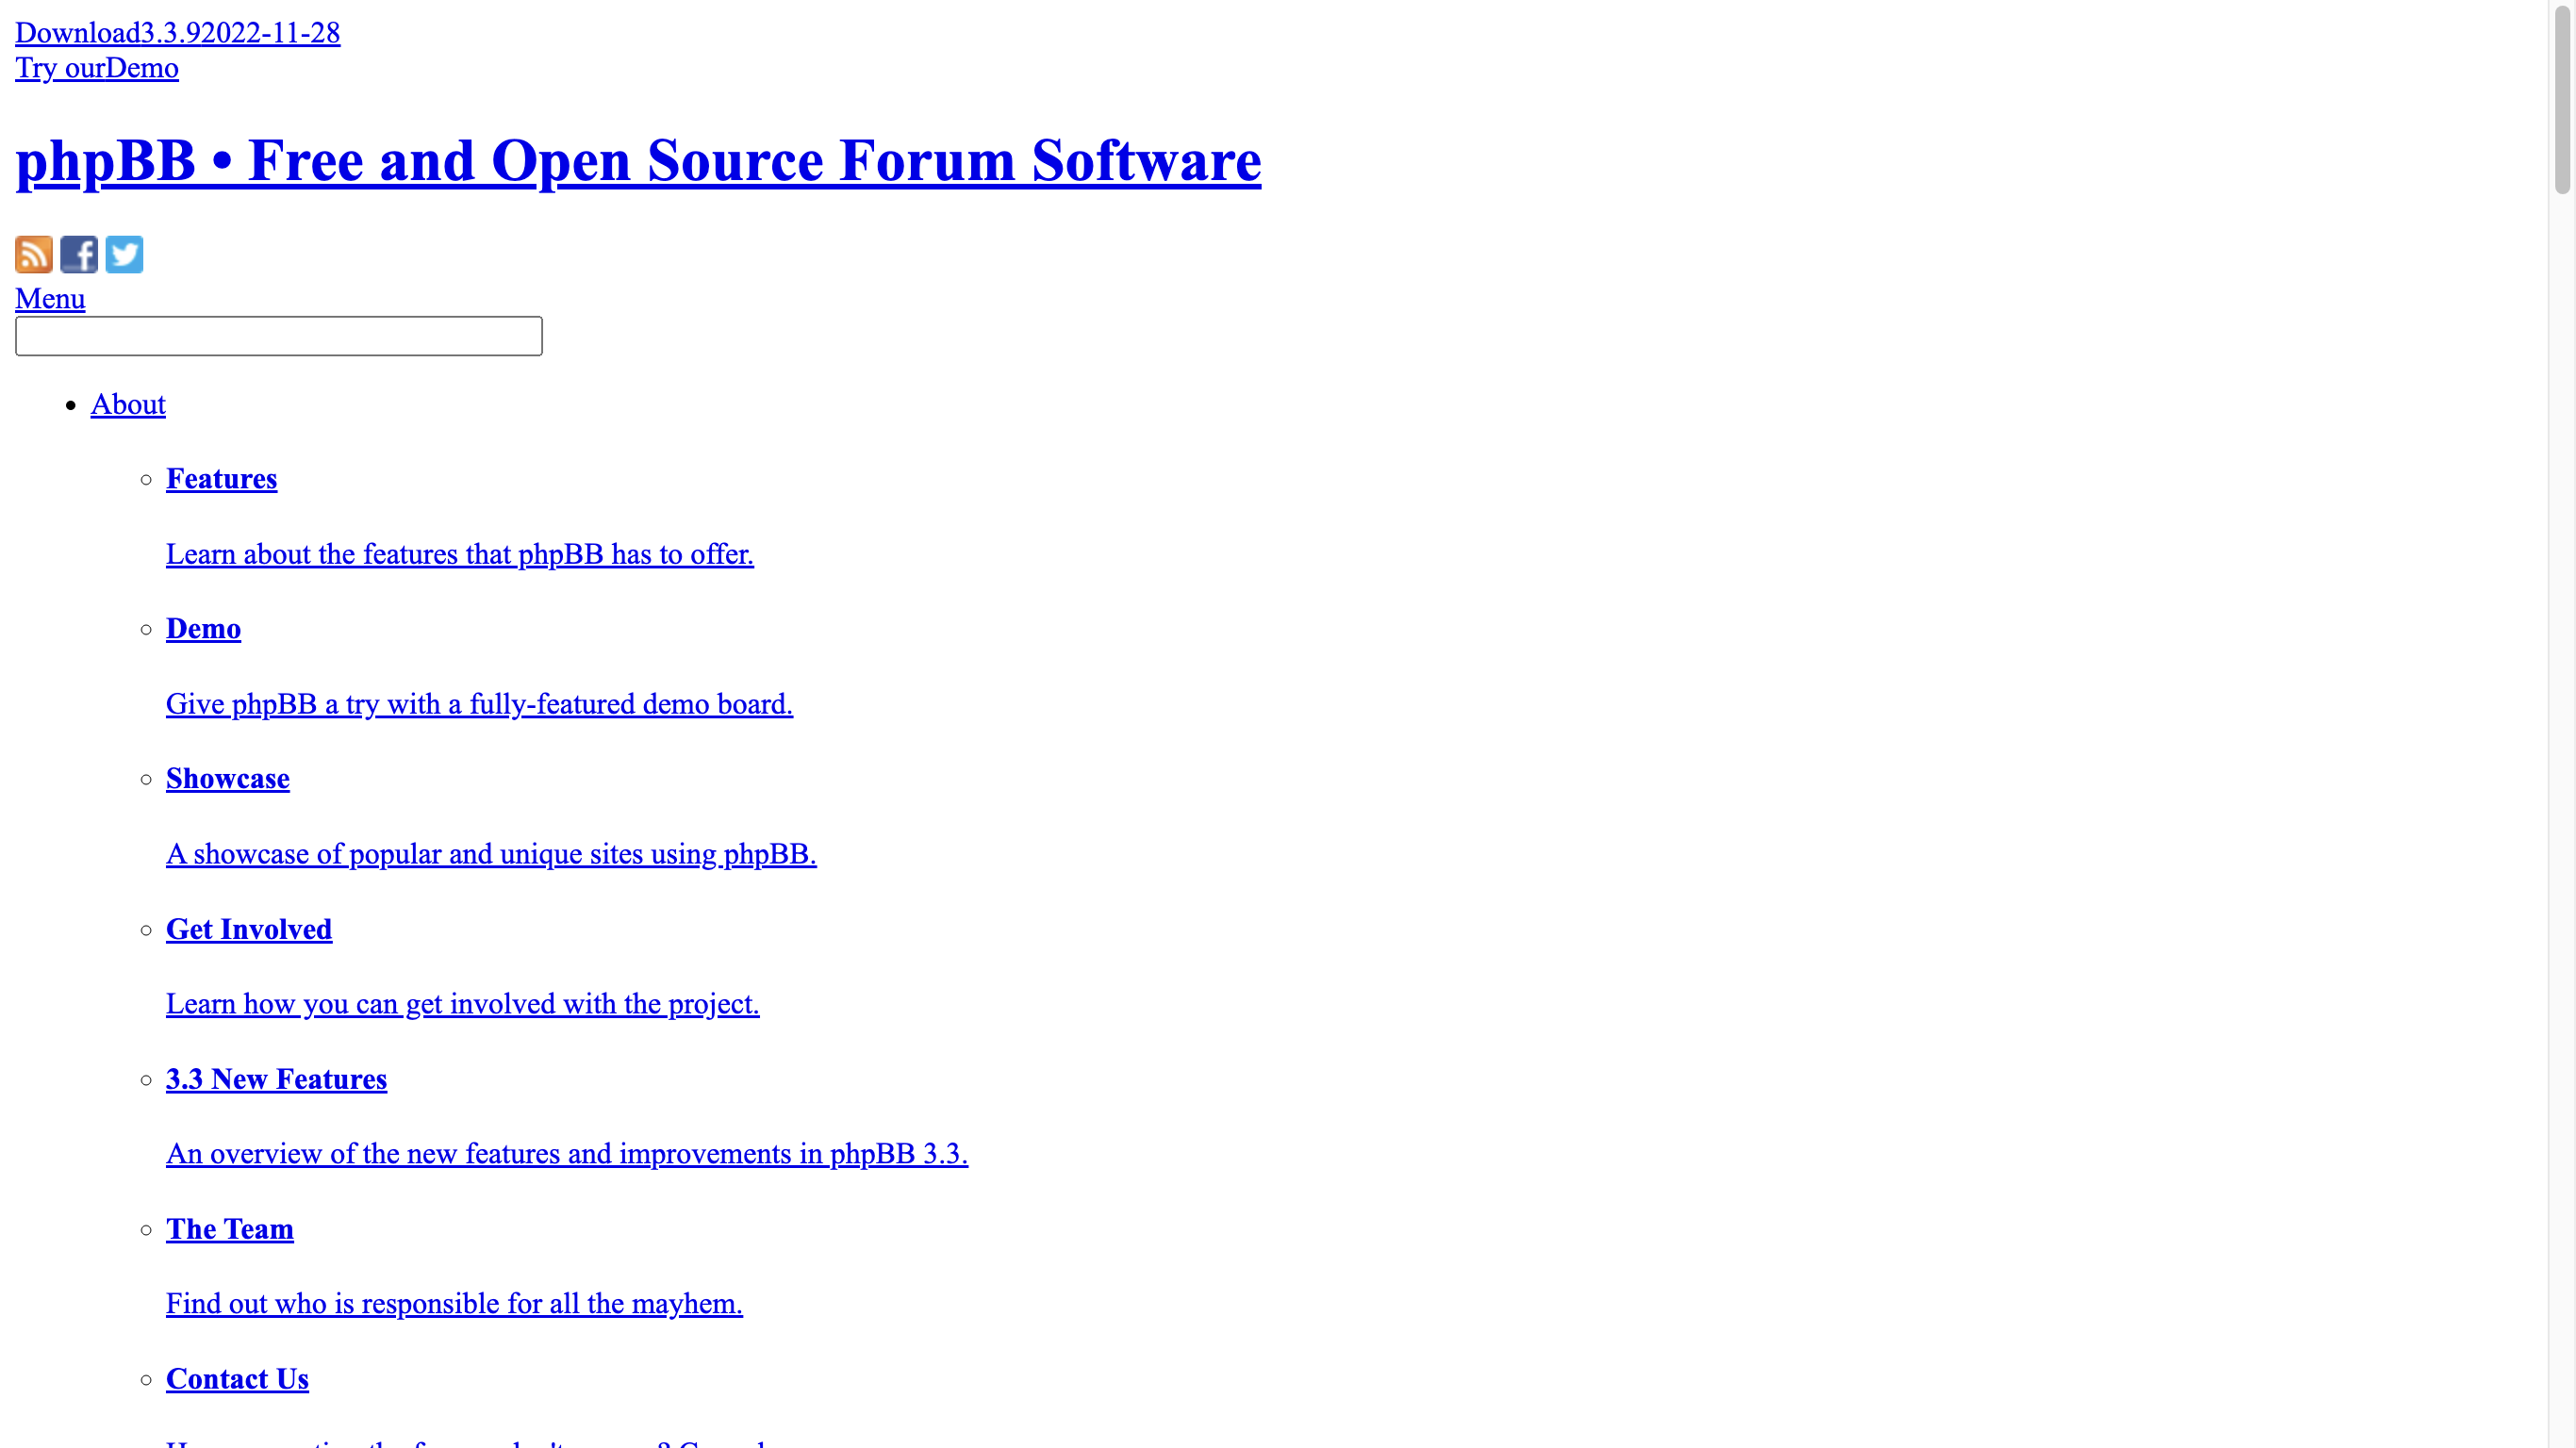 Download3.3.92022-11-28
Try ourDemo
phpBB • Free and Open Source Forum Software
Menu
About
Features
Learn about the features that phpBB has to offer.
Demo
Give phpBB a try with a fully-featured demo board.
Showcase
A showcase of popular and unique sites using phpBB.
Get Involved
Learn how you can get involved with the project.
3.3 New Features
An overview of the new features and improvements in phpBB 3.3.
The Team
Find out who is responsible for all the mayhem.
Contact Us